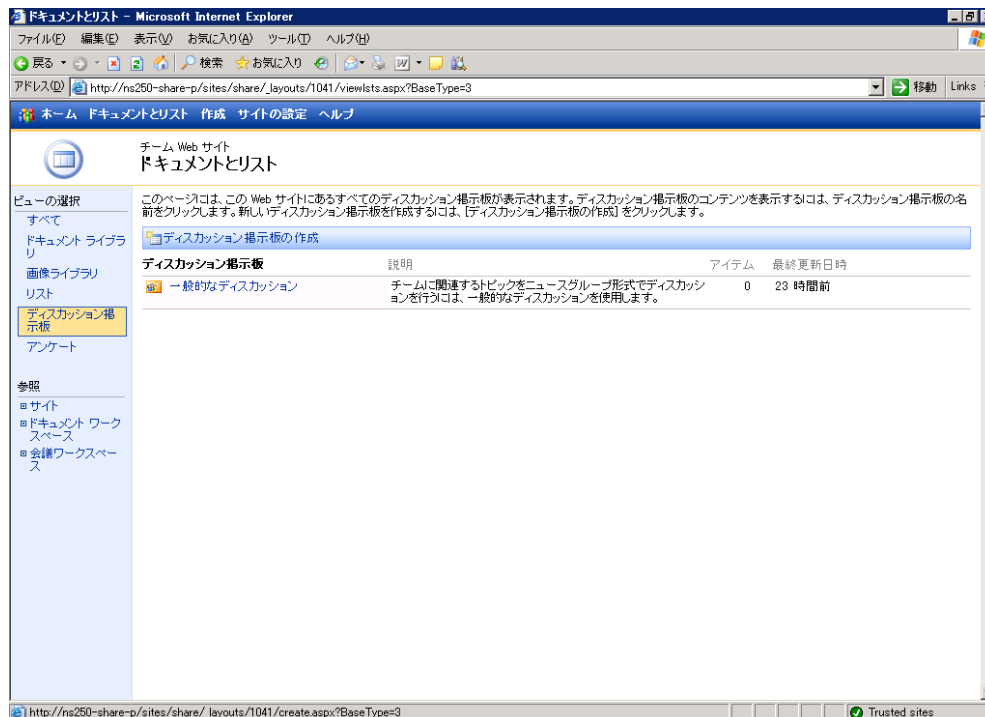 ドキュメントとリスト - Microsoft Internet Explorer
ファイル(F) 編集(E) 表示(V) お気に入り(A) ツール(T) ヘルプ(H)
戻る 検索 お気に入り
アドレス(D) http://ns250-share-p/sites/share/_layouts/1041/viewlsts.aspx?BaseType=3 移動 Links
ホーム ドキュメントとリスト 作成 サイトの設定 ヘルプ
チーム Web サイト
ドキュメントとリスト
ビューの選択
すべて
ドキュメント ライブラ
リ
画像ライブラリ
リスト
ディスカッション掲
示板
アンケート
参照
サイト
ドキュメント ワーク
スペース
会議ワークスペー
ス
このページには、この Web サイトにあるすべてのディスカッション掲示板が表示されます。ディスカッション掲示板のコンテンツを表示するには、ディスカッション掲示板の名
前をクリックします。新しいディスカッション掲示板を作成するには、[ディスカッション掲示板の作成] をクリックします。
ディスカッション掲示板の作成
ディスカッション掲示板 説明 アイテム 最終更新日時
一般的なディスカッション チームに関連するトピックをニュースグループ形式でディスカッシ 0 23 時間前
ョンを行うには、一般的なディスカッションを使用します。
http://ns250-share-p/sites/share/_layouts/1041/create.aspx?BaseType=3 Trusted sites